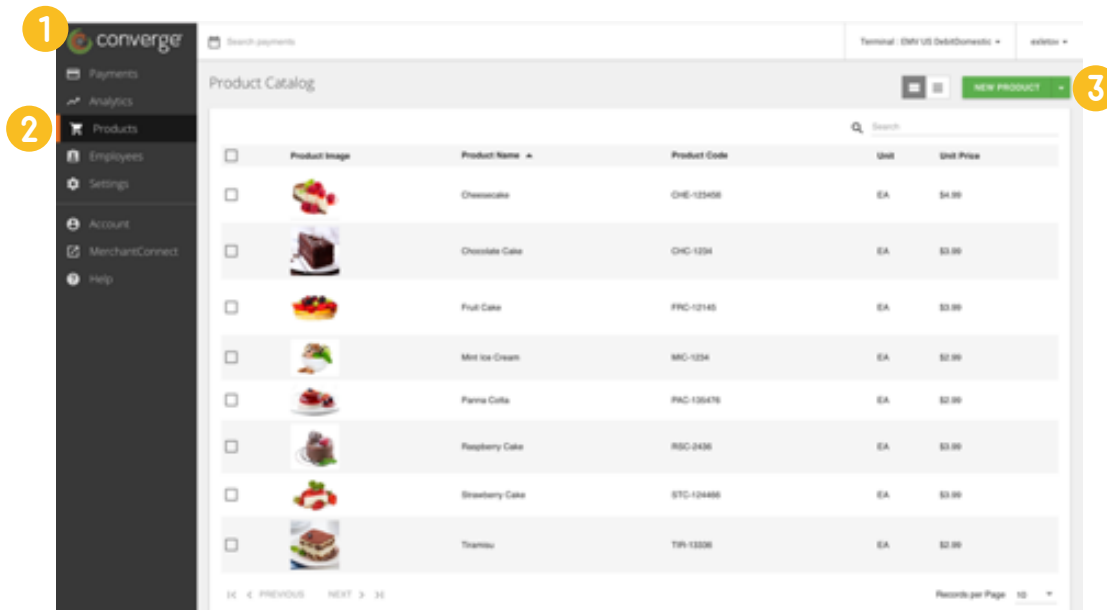 1
converge
Search payments
Terminal : EMV US DebitDomestic
2
3
Payments
Analytics
Products
Employees
Settings
Account
MerchantConnect
Help
Product Catalog
NEW PRODUCT
Search
Product Image Product Name Product Code Unit Unit Price
Cheesecake CHE-123456 EA $4.99
Chocolate Cake CHC-1234 EA $3.99
Fruit Cake FRC-12145 EA $3.99
Mint Ice Cream MIC-1234 EA $2.99
Panna Cotta PAC-135476 EA $2.99
Raspberry Cake RSC-2436 EA $3.99
Strawberry Cake STC-124466 EA $3.99
Tiramisu TIR-13336 EA $2.99
PREVIOUS NEXT
Records per Page 10